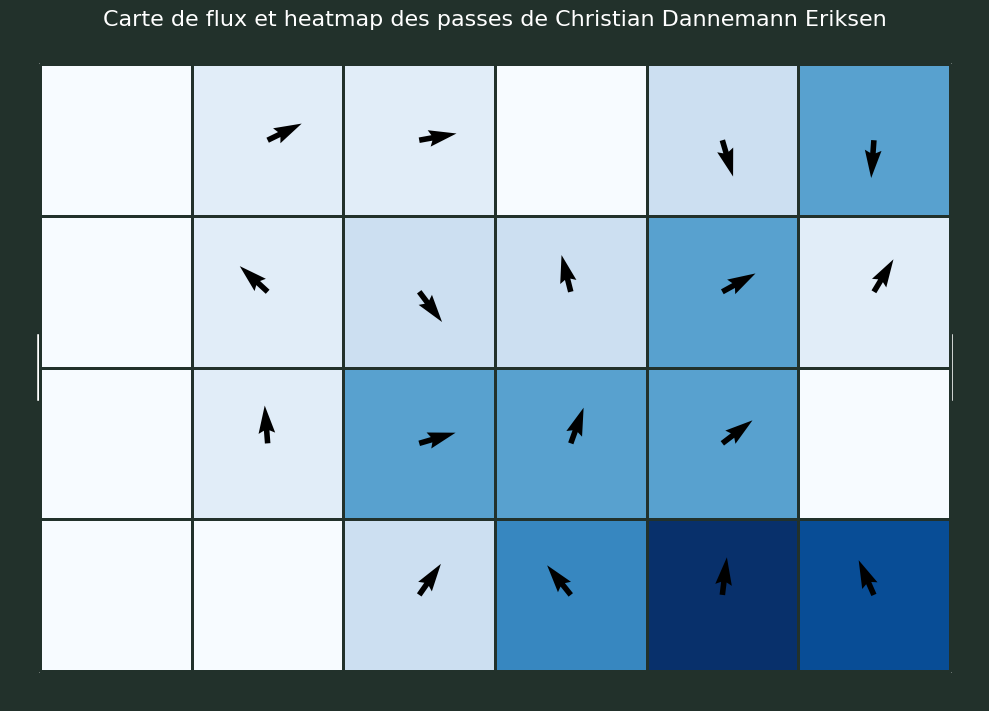 Carte de flux et heatmap des passes de Christian Dannemann Eriksen